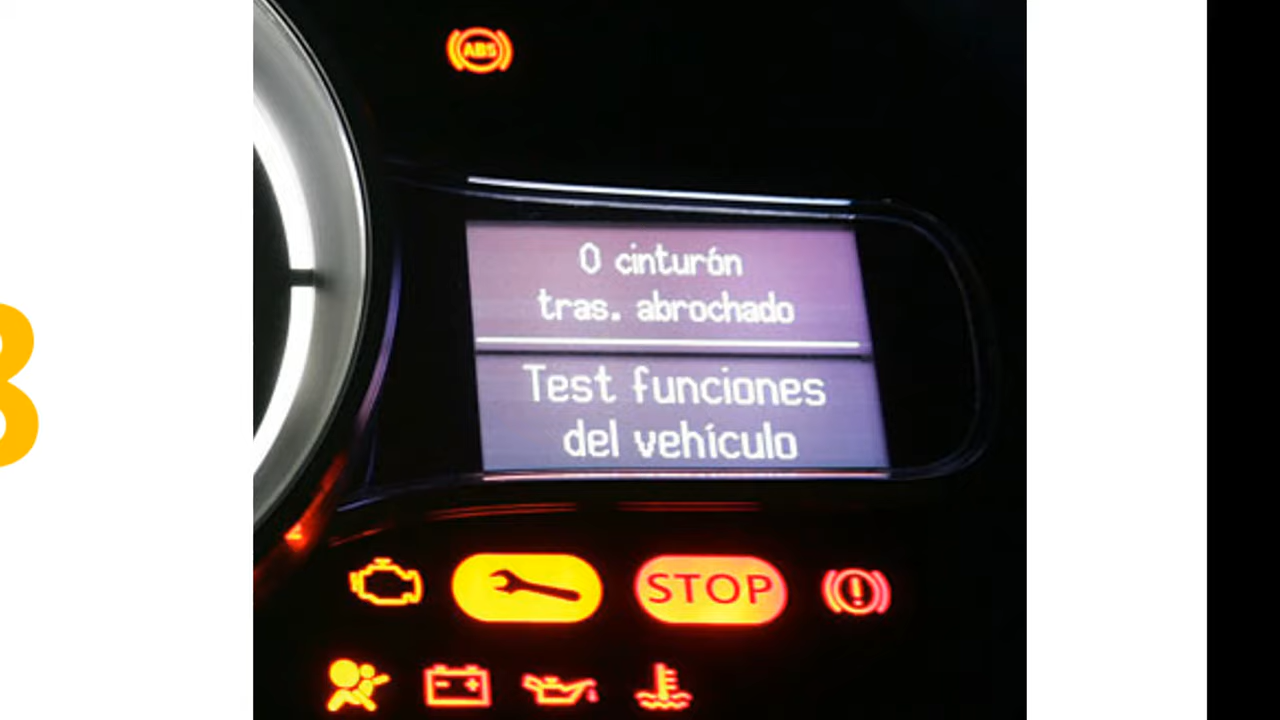 ABS
0 cinturón
tras. abrochado
Test funciones
del vehículo
STOP